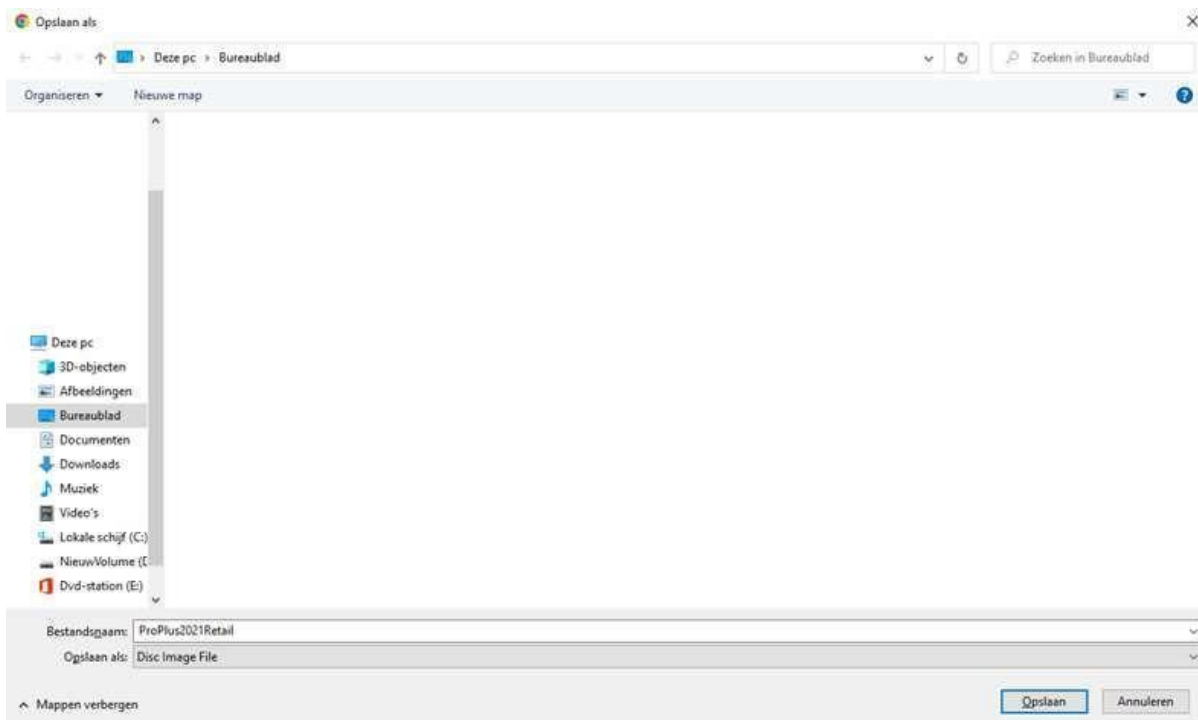 Opslaan als
Deze pc › Bureaublad
Zoeken in Bureaublad
Organiseren
Nieuwe map
Deze pc
3D-objecten
Afbeeldingen
Bureaublad
Documenten
Downloads
Muziek
Video's
Lokale schijf (C:)
NieuwVolume (D
Dvd-station (E:)
Bestandsnaam: ProPlus2021Retail
Opslaan als: Disc Image File
Mappen verbergen
Opslaan
Annuleren